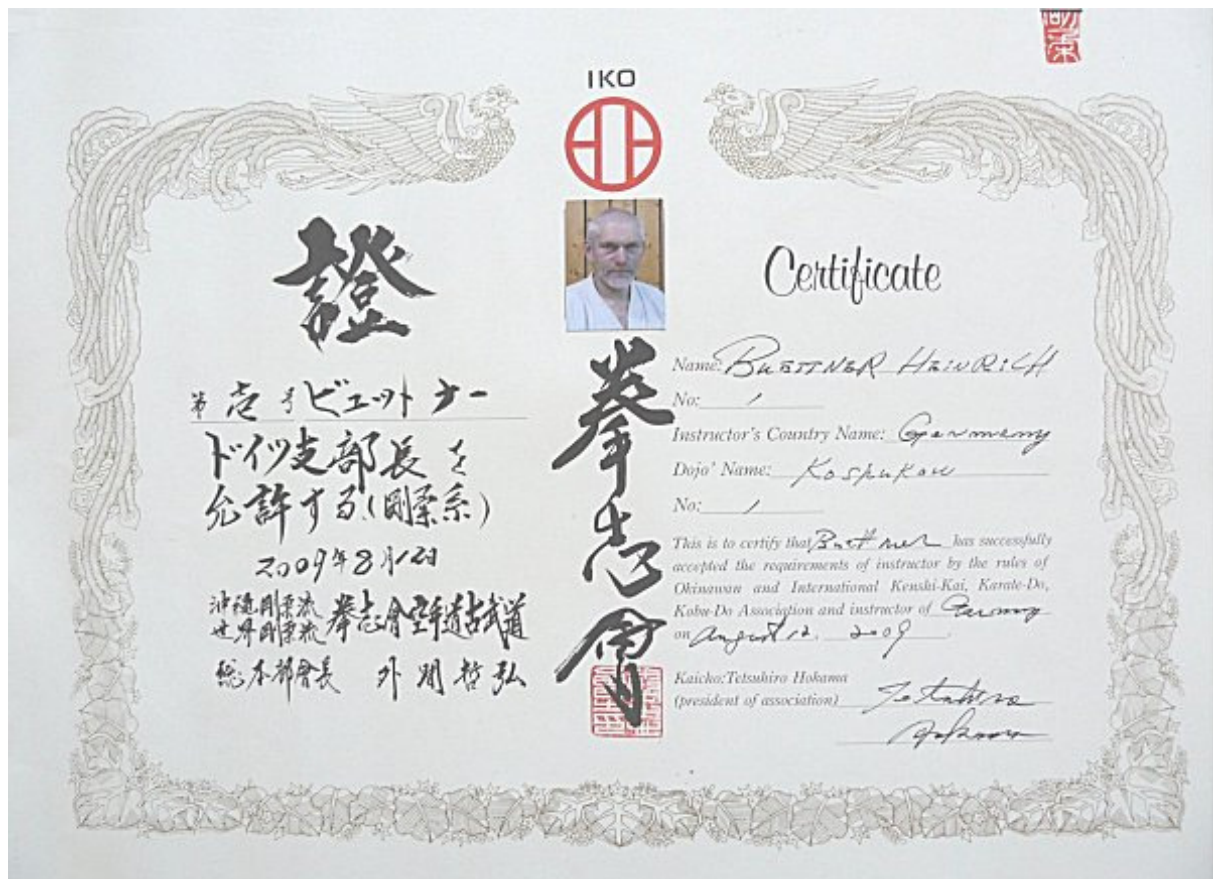 IKO
證
第壱号ビュットナー
ドイツ支部長を
允許する(剛柔系)
2009年8月12日
沖縄剛柔流
世界剛柔流
拳志會空手道古武道
総本部會長 外間哲弘
拳志會
Certificate
Name: BUETTNER HEINRICH
No: 1
Instructor's Country Name: Germany
Dojo' Name: Koshukan
No: 1
This is to certify that Buettner has successfully
accepted the requirements of instructor by the rules of
Okinawan and International Kenshi-Kai, Karate-Do,
Kobu-Do Association and instructor of Germany
on August 12. 2009.
Kaicho:Tetsuhiro Hokama
(president of association) Tetsuhiro
Hokama